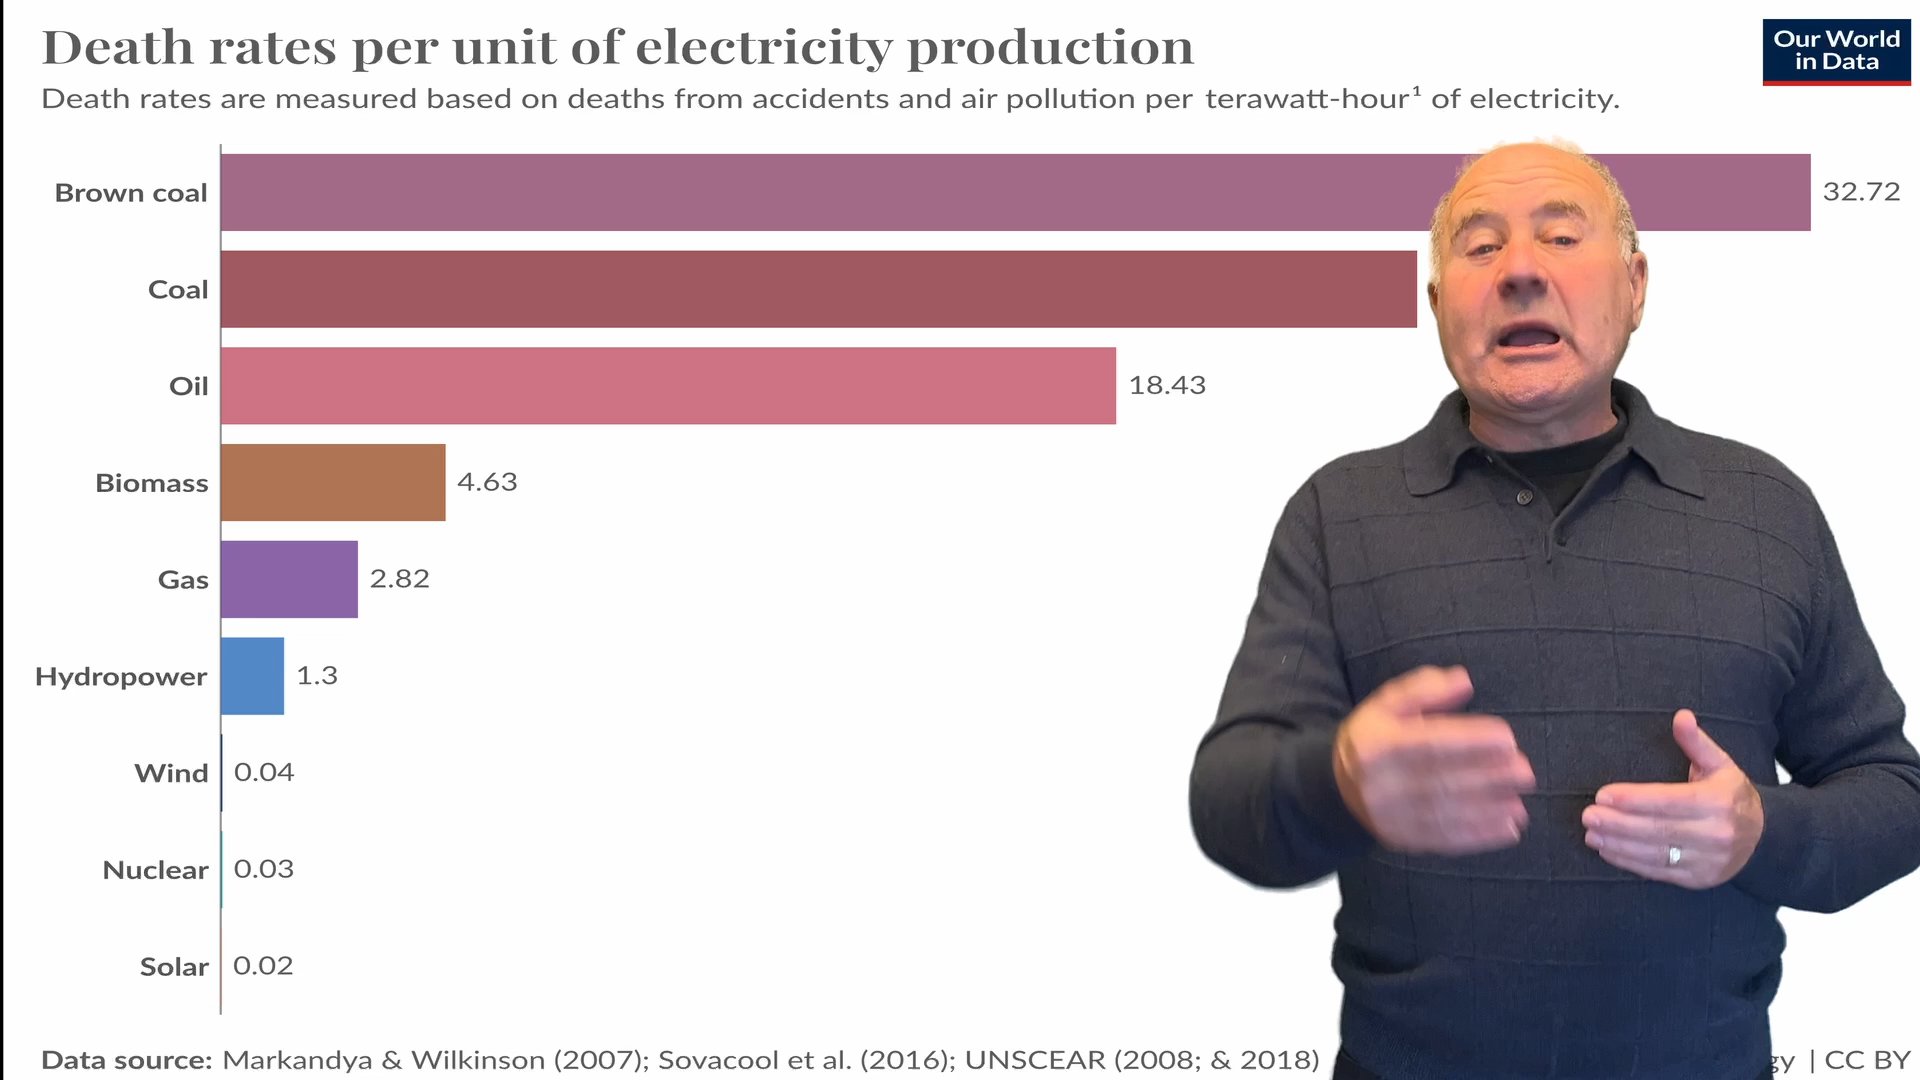 Death rates per unit of electricity production
Our World
in Data
Death rates are measured based on deaths from accidents and air pollution per terawatt-hour¹ of electricity.
Brown coal 32.72
Coal
Oil 18.43
Biomass 4.63
Gas 2.82
Hydropower 1.3
Wind 0.04
Nuclear 0.03
Solar 0.02
Data source: Markandya & Wilkinson (2007); Sovacool et al. (2016); UNSCEAR (2008; & 2018) | CC BY